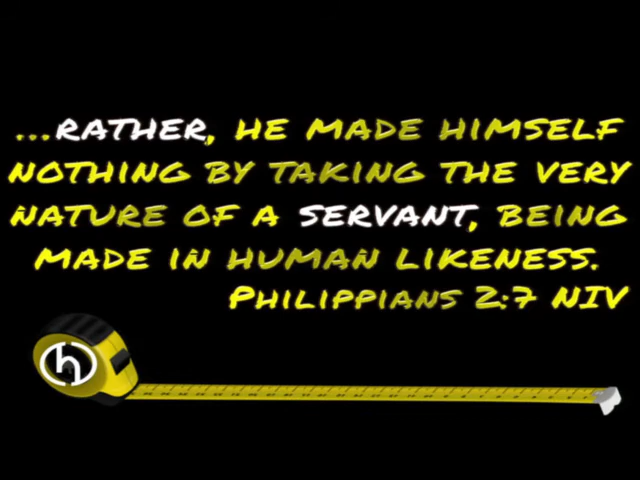 ...RATHER, HE MADE HIMSELF
NOTHING BY TAKING THE VERY
NATURE OF A SERVANT, BEING
MADE IN HUMAN LIKENESS.
PHILIPPIANS 2:7 NIV
h